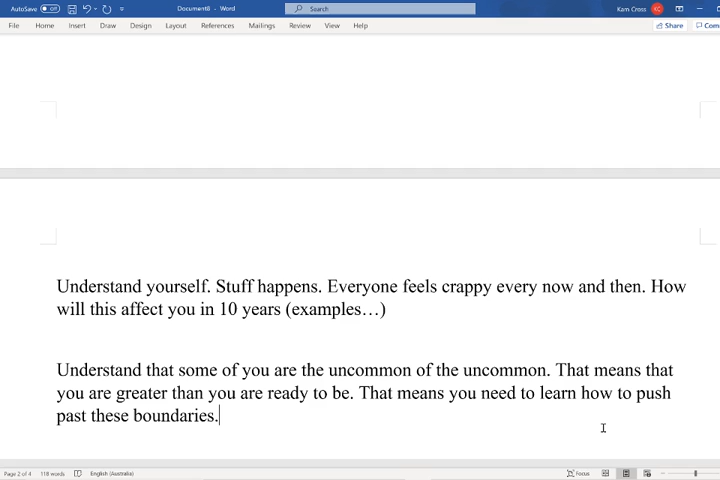 AutoSave Off Document8 - Word Search Kam Cross KC
File Home Insert Draw Design Layout References Mailings Review View Help Share Com
Understand yourself. Stuff happens. Everyone feels crappy every now and then. How
will this affect you in 10 years (examples…)
Understand that some of you are the uncommon of the uncommon. That means that
you are greater than you are ready to be. That means you need to learn how to push
past these boundaries.
Page 2 of 4 118 words English (Australia) Focus